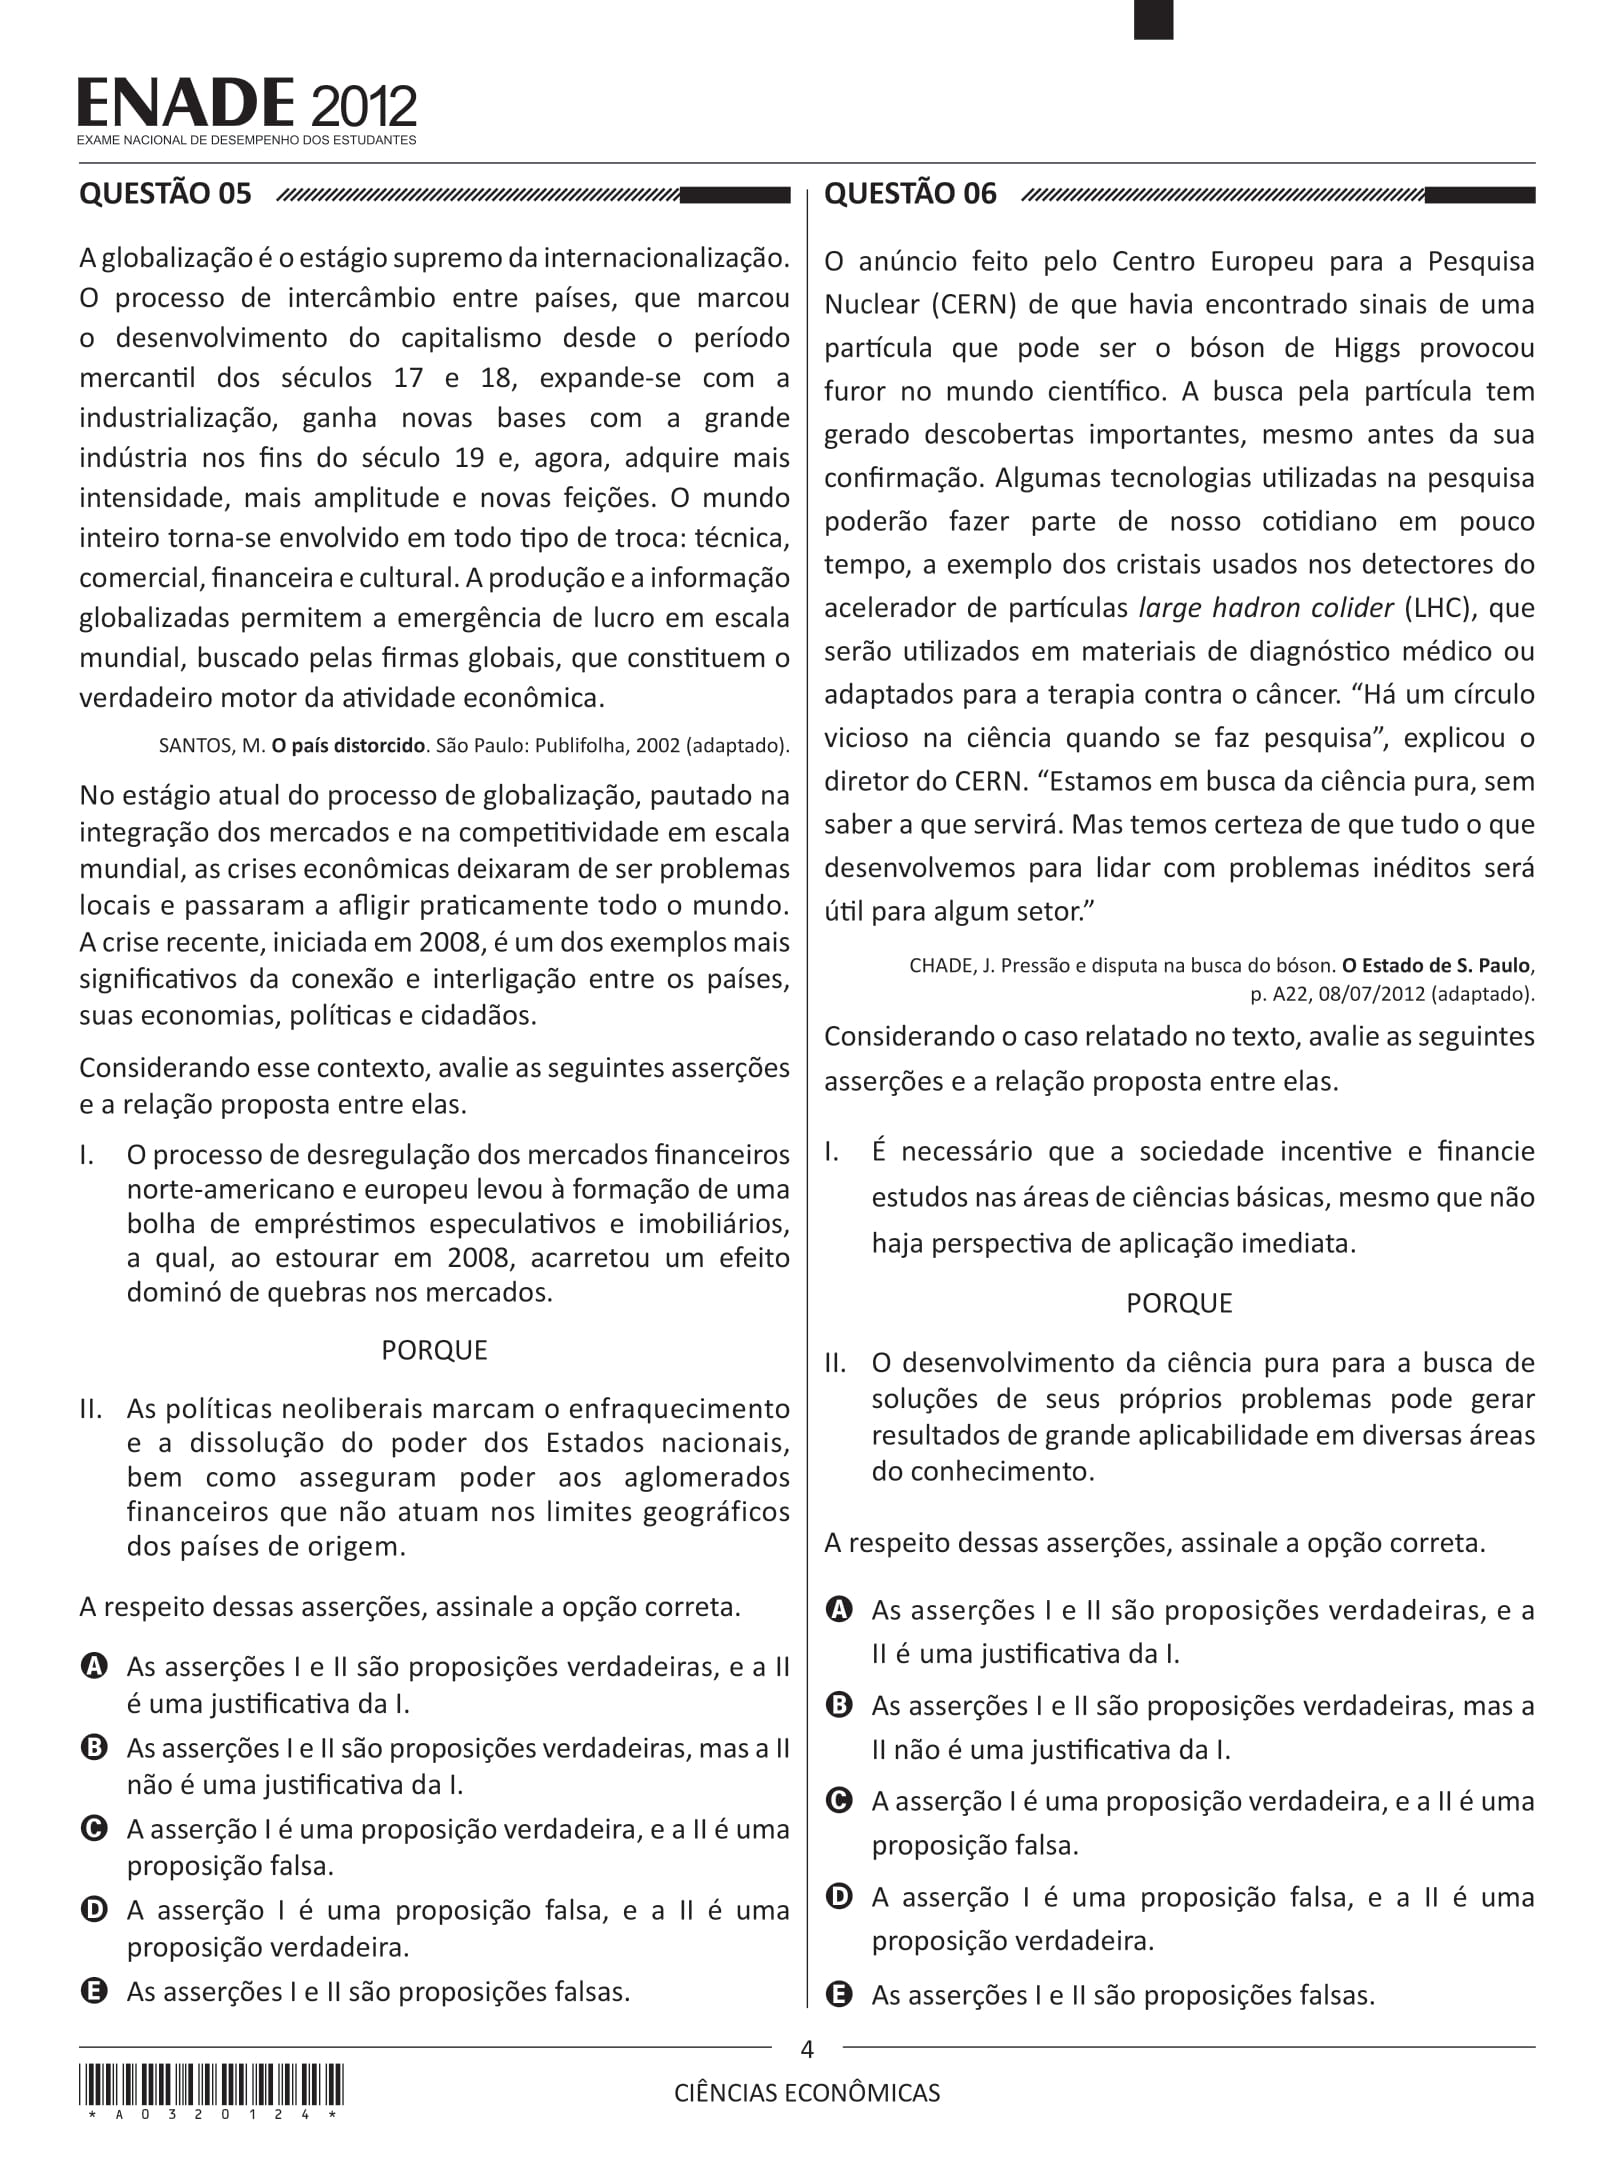 ENADE 2012
EXAME NACIONAL DE DESEMPENHO DOS ESTUDANTES
QUESTÃO 05
A globalização é o estágio supremo da internacionalização.
O processo de intercâmbio entre países, que marcou
o desenvolvimento do capitalismo desde o período
mercantil dos séculos 17 e 18, expande-se com a
industrialização, ganha novas bases com a grande
indústria nos fins do século 19 e, agora, adquire mais
intensidade, mais amplitude e novas feições. O mundo
inteiro torna-se envolvido em todo tipo de troca: técnica,
comercial, financeira e cultural. A produção e a informação
globalizadas permitem a emergência de lucro em escala
mundial, buscado pelas firmas globais, que constituem o
verdadeiro motor da atividade econômica.
SANTOS, M. O país distorcido. São Paulo: Publifolha, 2002 (adaptado).
No estágio atual do processo de globalização, pautado na
integração dos mercados e na competitividade em escala
mundial, as crises econômicas deixaram de ser problemas
locais e passaram a afligir praticamente todo o mundo.
A crise recente, iniciada em 2008, é um dos exemplos mais
significativos da conexão e interligação entre os países,
suas economias, políticas e cidadãos.
Considerando esse contexto, avalie as seguintes asserções
e a relação proposta entre elas.
I. O processo de desregulação dos mercados financeiros
norte-americano e europeu levou à formação de uma
bolha de empréstimos especulativos e imobiliários,
a qual, ao estourar em 2008, acarretou um efeito
dominó de quebras nos mercados.
PORQUE
II. As políticas neoliberais marcam o enfraquecimento
e a dissolução do poder dos Estados nacionais,
bem como asseguram poder aos aglomerados
financeiros que não atuam nos limites geográficos
dos países de origem.
A respeito dessas asserções, assinale a opção correta.
A As asserções I e II são proposições verdadeiras, e a II
é uma justificativa da I.
B As asserções I e II são proposições verdadeiras, mas a II
não é uma justificativa da I.
C A asserção I é uma proposição verdadeira, e a II é uma
proposição falsa.
D A asserção I é uma proposição falsa, e a II é uma
proposição verdadeira.
E As asserções I e II são proposições falsas.
QUESTÃO 06
O anúncio feito pelo Centro Europeu para a Pesquisa
Nuclear (CERN) de que havia encontrado sinais de uma
partícula que pode ser o bóson de Higgs provocou
furor no mundo científico. A busca pela partícula tem
gerado descobertas importantes, mesmo antes da sua
confirmação. Algumas tecnologias utilizadas na pesquisa
poderão fazer parte de nosso cotidiano em pouco
tempo, a exemplo dos cristais usados nos detectores do
acelerador de partículas large hadron colider (LHC), que
serão utilizados em materiais de diagnóstico médico ou
adaptados para a terapia contra o câncer. “Há um círculo
vicioso na ciência quando se faz pesquisa”, explicou o
diretor do CERN. “Estamos em busca da ciência pura, sem
saber a que servirá. Mas temos certeza de que tudo o que
desenvolvemos para lidar com problemas inéditos será
útil para algum setor.”
CHADE, J. Pressão e disputa na busca do bóson. O Estado de S. Paulo,
p. A22, 08/07/2012 (adaptado).
Considerando o caso relatado no texto, avalie as seguintes
asserções e a relação proposta entre elas.
I. É necessário que a sociedade incentive e financie
estudos nas áreas de ciências básicas, mesmo que não
haja perspectiva de aplicação imediata.
PORQUE
II. O desenvolvimento da ciência pura para a busca de
soluções de seus próprios problemas pode gerar
resultados de grande aplicabilidade em diversas áreas
do conhecimento.
A respeito dessas asserções, assinale a opção correta.
A As asserções I e II são proposições verdadeiras, e a
II é uma justificativa da I.
B As asserções I e II são proposições verdadeiras, mas a
II não é uma justificativa da I.
C A asserção I é uma proposição verdadeira, e a II é uma
proposição falsa.
D A asserção I é uma proposição falsa, e a II é uma
proposição verdadeira.
E As asserções I e II são proposições falsas.
4
CIÊNCIAS ECONÔMICAS
* A 0 3 2 0 1 2 4 *